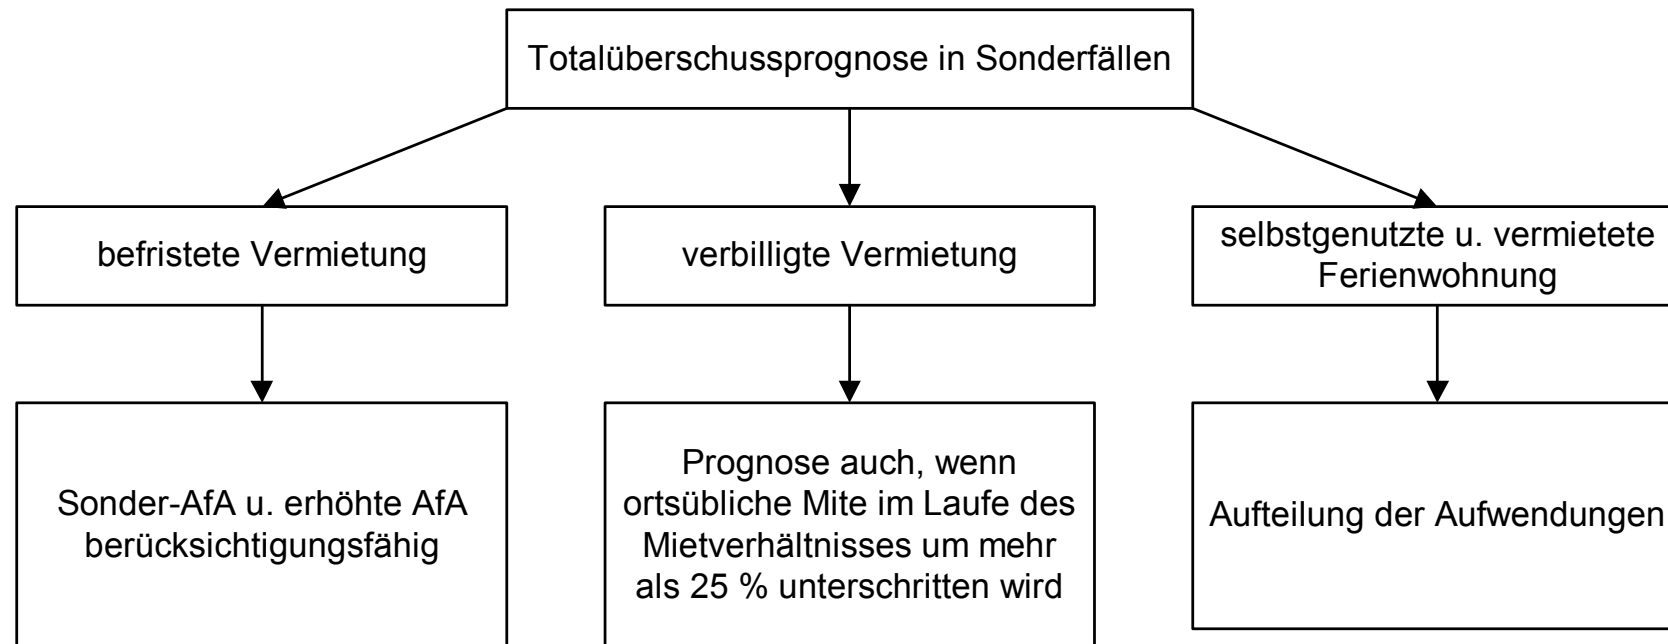 Totalüberschussprognose in Sonderfällen
befristete Vermietung
verbilligte Vermietung
selbstgenutzte u. vermietete
Ferienwohnung
Sonder-AfA u. erhöhte AfA
berücksichtigungsfähig
Prognose auch, wenn
ortsübliche Mite im Laufe des
Mietverhältnisses um mehr
als 25 % unterschritten wird
Aufteilung der Aufwendungen